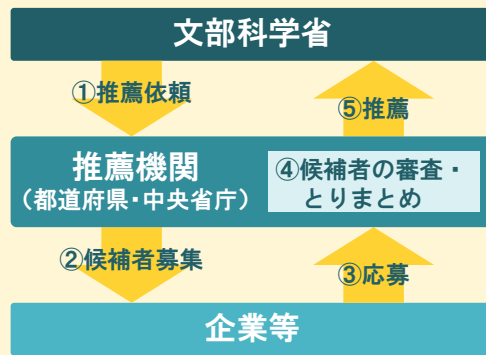 文部科学省
①推薦依頼
⑤推薦
推薦機関
（都道府県・中央省庁）
④候補者の審査・
とりまとめ
②候補者募集
③応募
企業等